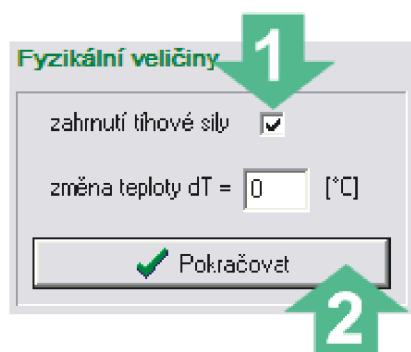 Fyzikální veličiny
1
zahrnutí tíhové síly
změna teploty dT = 0 [°C]
Pokračovat
2